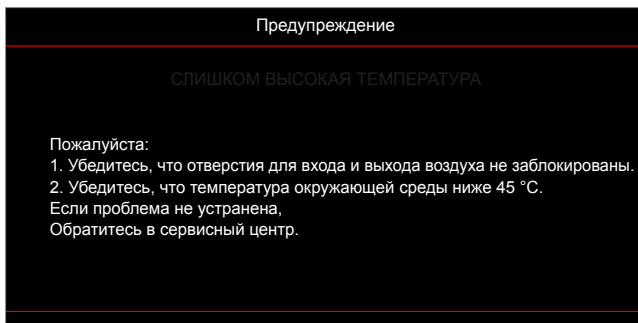 Предупреждение
СЛИШКОМ ВЫСОКАЯ ТЕМПЕРАТУРА
Пожалуйста:
1. Убедитесь, что отверстия для входа и выхода воздуха не заблокированы.
2. Убедитесь, что температура окружающей среды ниже 45 °C.
Если проблема не устранена,
Обратитесь в сервисный центр.